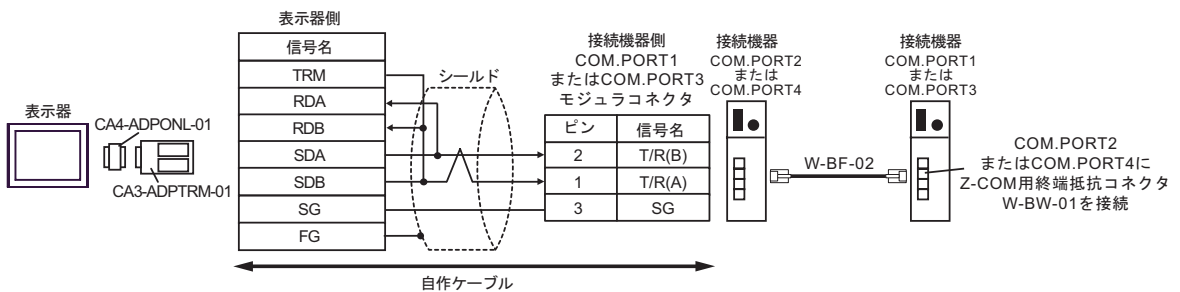 表示器
CA4-ADPONL-01
CA3-ADPTRM-01
表示器側
信号名
TRM
RDA
RDB
SDA
SDB
SG
FG
シールド
自作ケーブル
接続機器側
COM.PORT1
またはCOM.PORT3
モジュラコネクタ
ピン 信号名
2 T/R(B)
1 T/R(A)
3 SG
接続機器
COM.PORT2
または
COM.PORT4
W-BF-02
接続機器
COM.PORT1
または
COM.PORT3
COM.PORT2
またはCOM.PORT4に
Z-COM用終端抵抗コネクタ
W-BW-01を接続